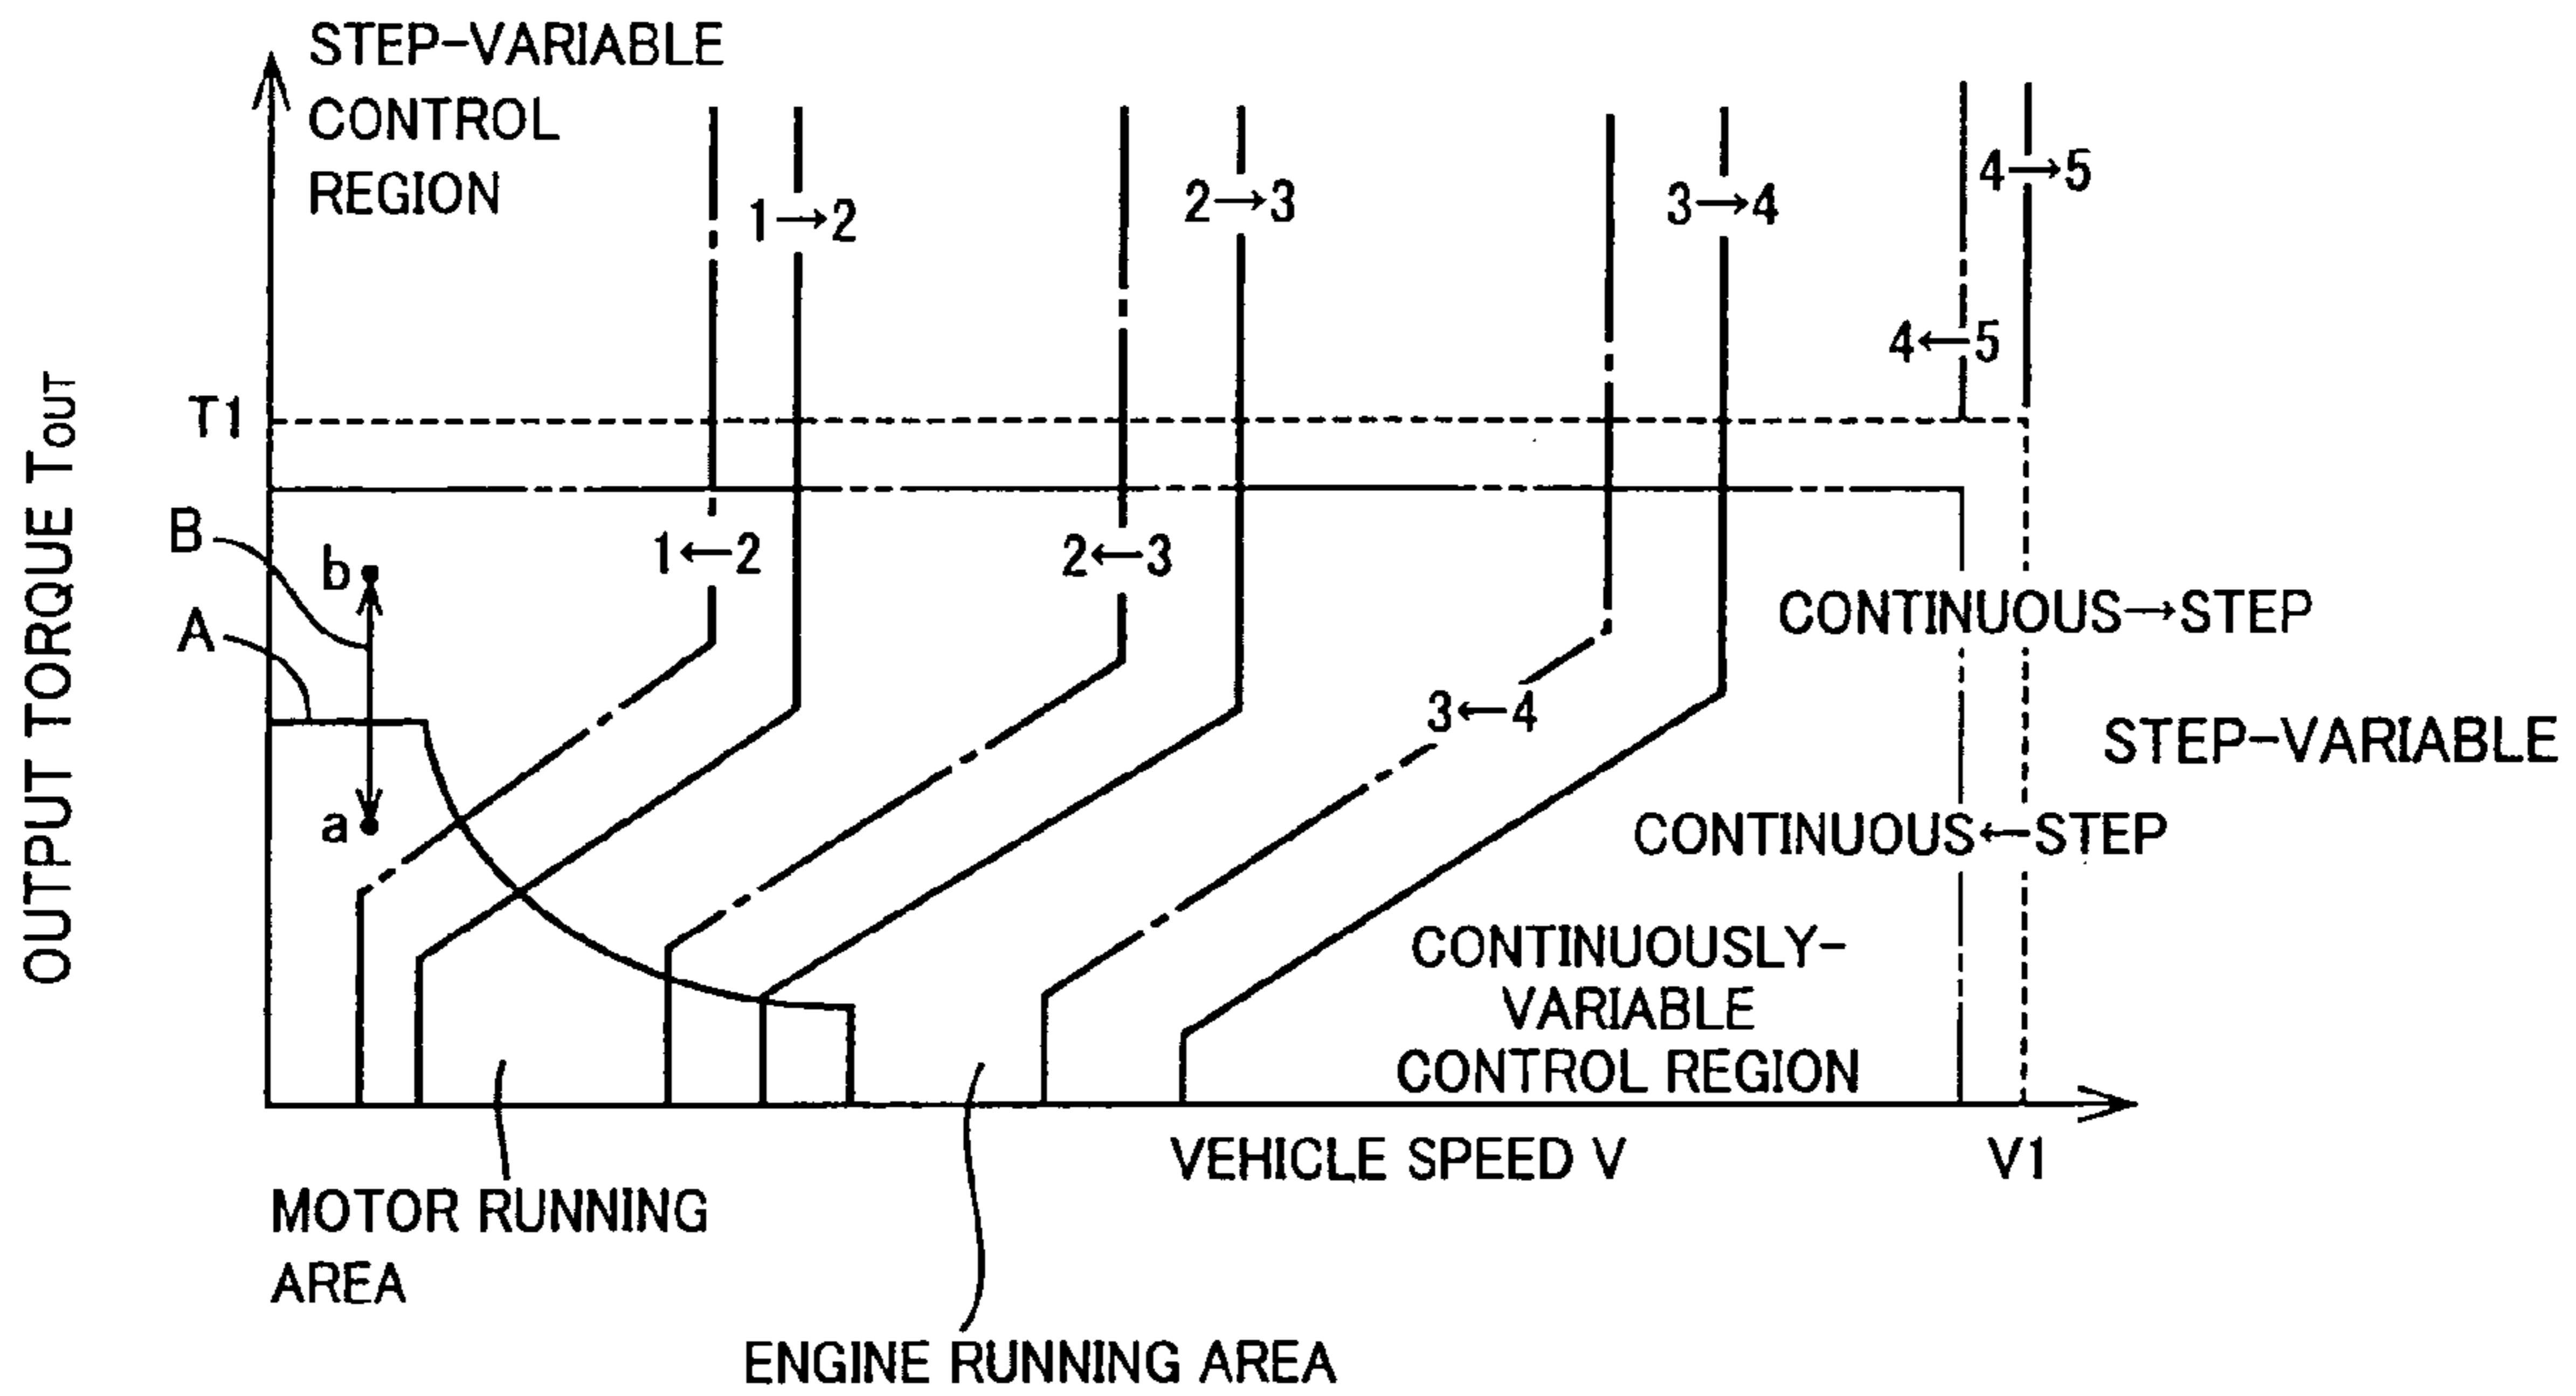 STEP-VARIABLE
CONTROL
REGION
1→2
2→3
3→4
4→5
4←5
T1
OUTPUT TORQUE TOUT
B
b
A
a
1←2
2←3
3←4
CONTINUOUS→STEP
STEP-VARIABLE
CONTINUOUS←STEP
CONTINUOUSLY-
VARIABLE
CONTROL REGION
VEHICLE SPEED V
V1
MOTOR RUNNING
AREA
ENGINE RUNNING AREA